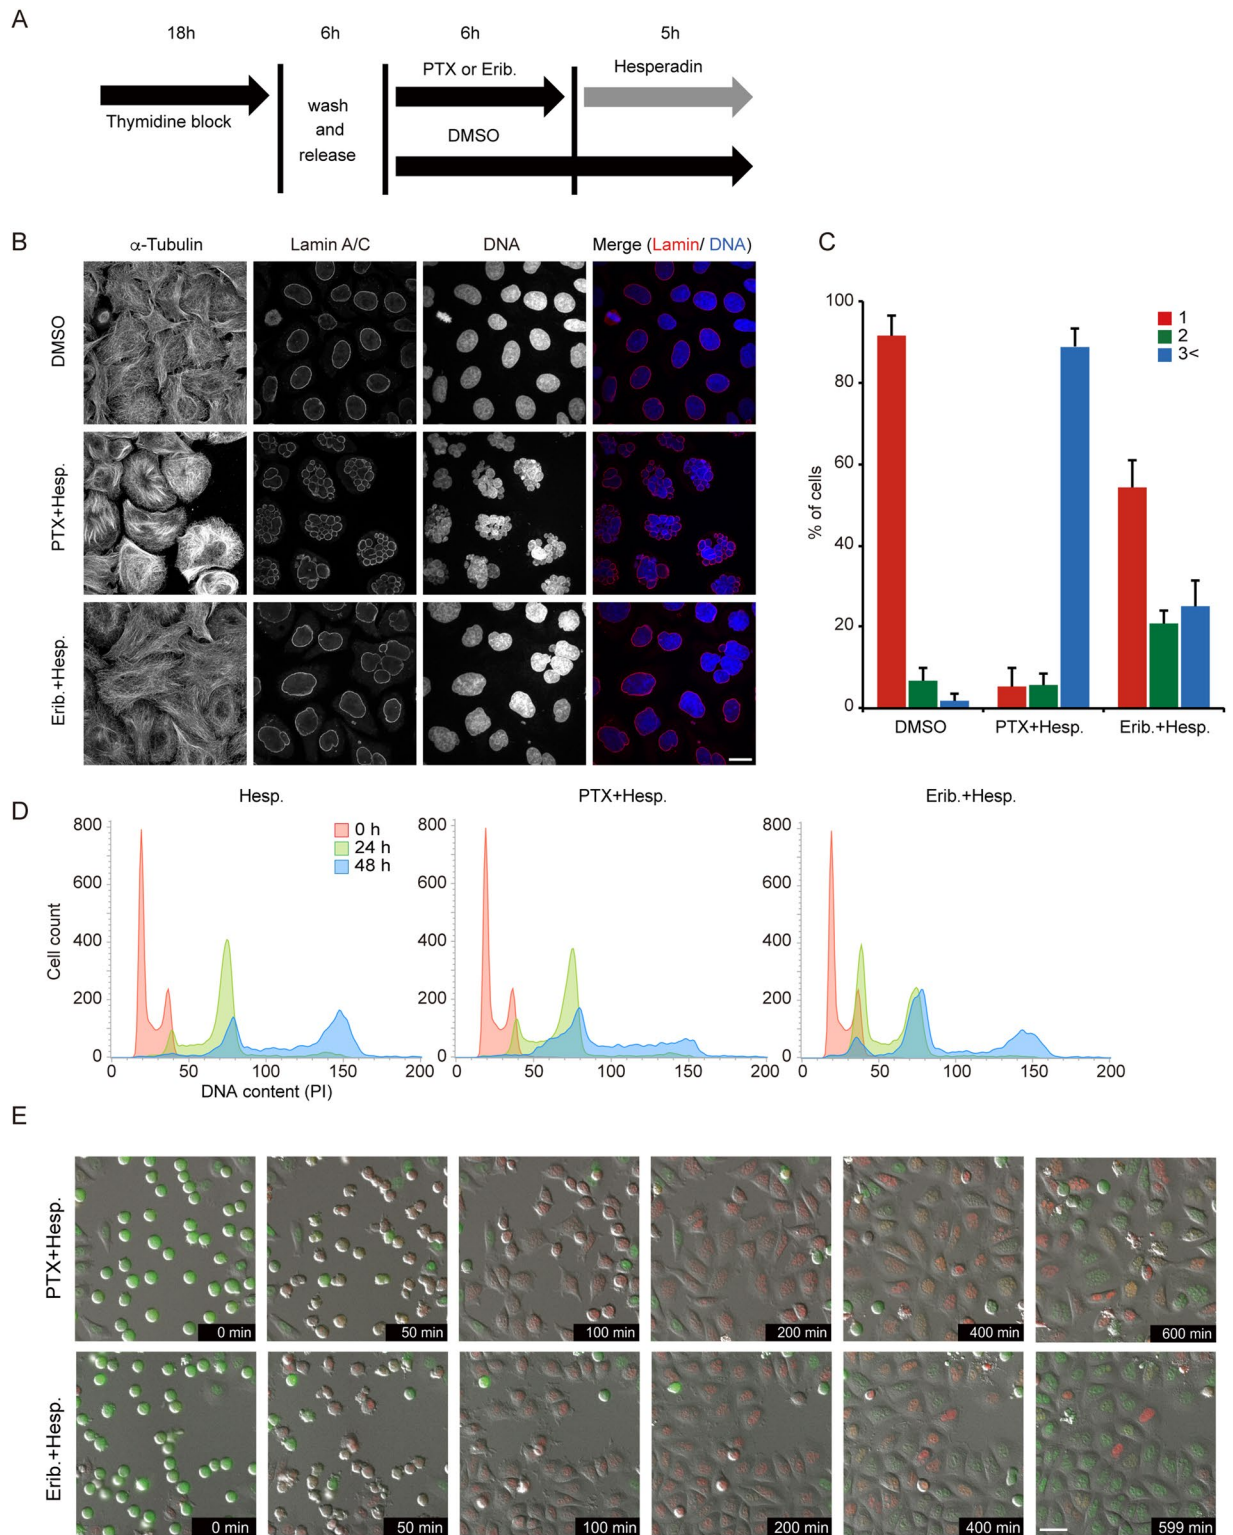 A
18h 6h 6h 5h
PTX or Erib. Hesperadin
Thymidine block
wash
and
release
DMSO
B
α-Tubulin Lamin A/C DNA Merge (Lamin/ DNA)
DMSO
PTX+Hesp.
Erib.+Hesp.
C
100
80
60
40
20
0
% of cells
1
2
3<
DMSO PTX+Hesp. Erib.+Hesp.
D
Hesp. PTX+Hesp. Erib.+Hesp.
0 h
24 h
48 h
Cell count
800
600
400
200
0
0 50 100 150 200
DNA content (PI)
800
600
400
200
0
0 50 100 150 200
800
600
400
200
0
50 100 150 200
E
PTX+Hesp.
0 min 50 min 100 min 200 min 400 min 600 min
Erib.+Hesp.
0 min 50 min 100 min 200 min 400 min 599 min